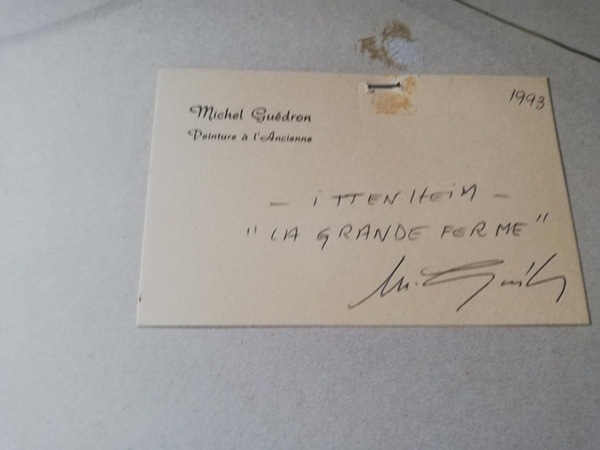 Michel Guédron
Peinture à l'Ancienne
1993
- ITTENHEIM -
"LA GRANDE FERME"